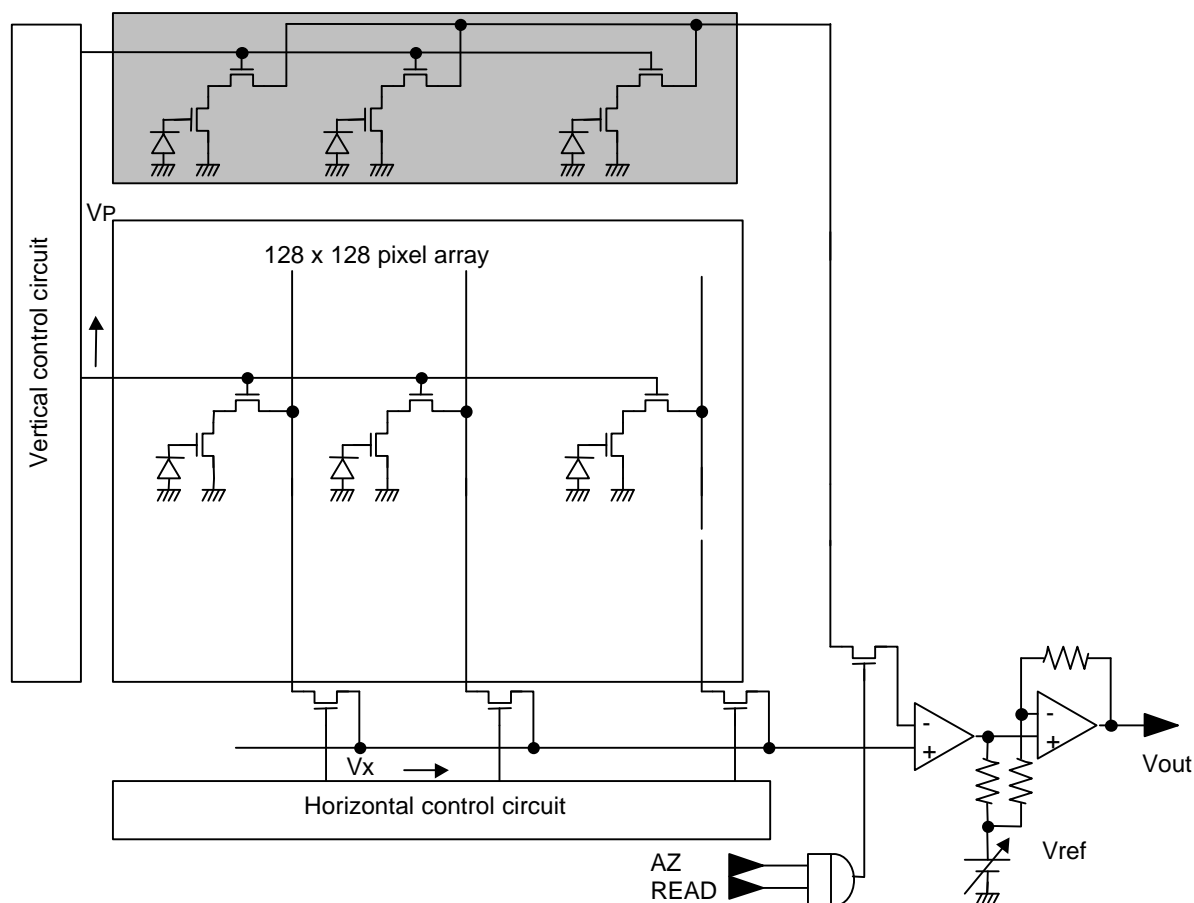 VP
128 x 128 pixel array
Vertical control circuit
Vx
Horizontal control circuit
-
+
-
+
Vout
Vref
AZ
READ